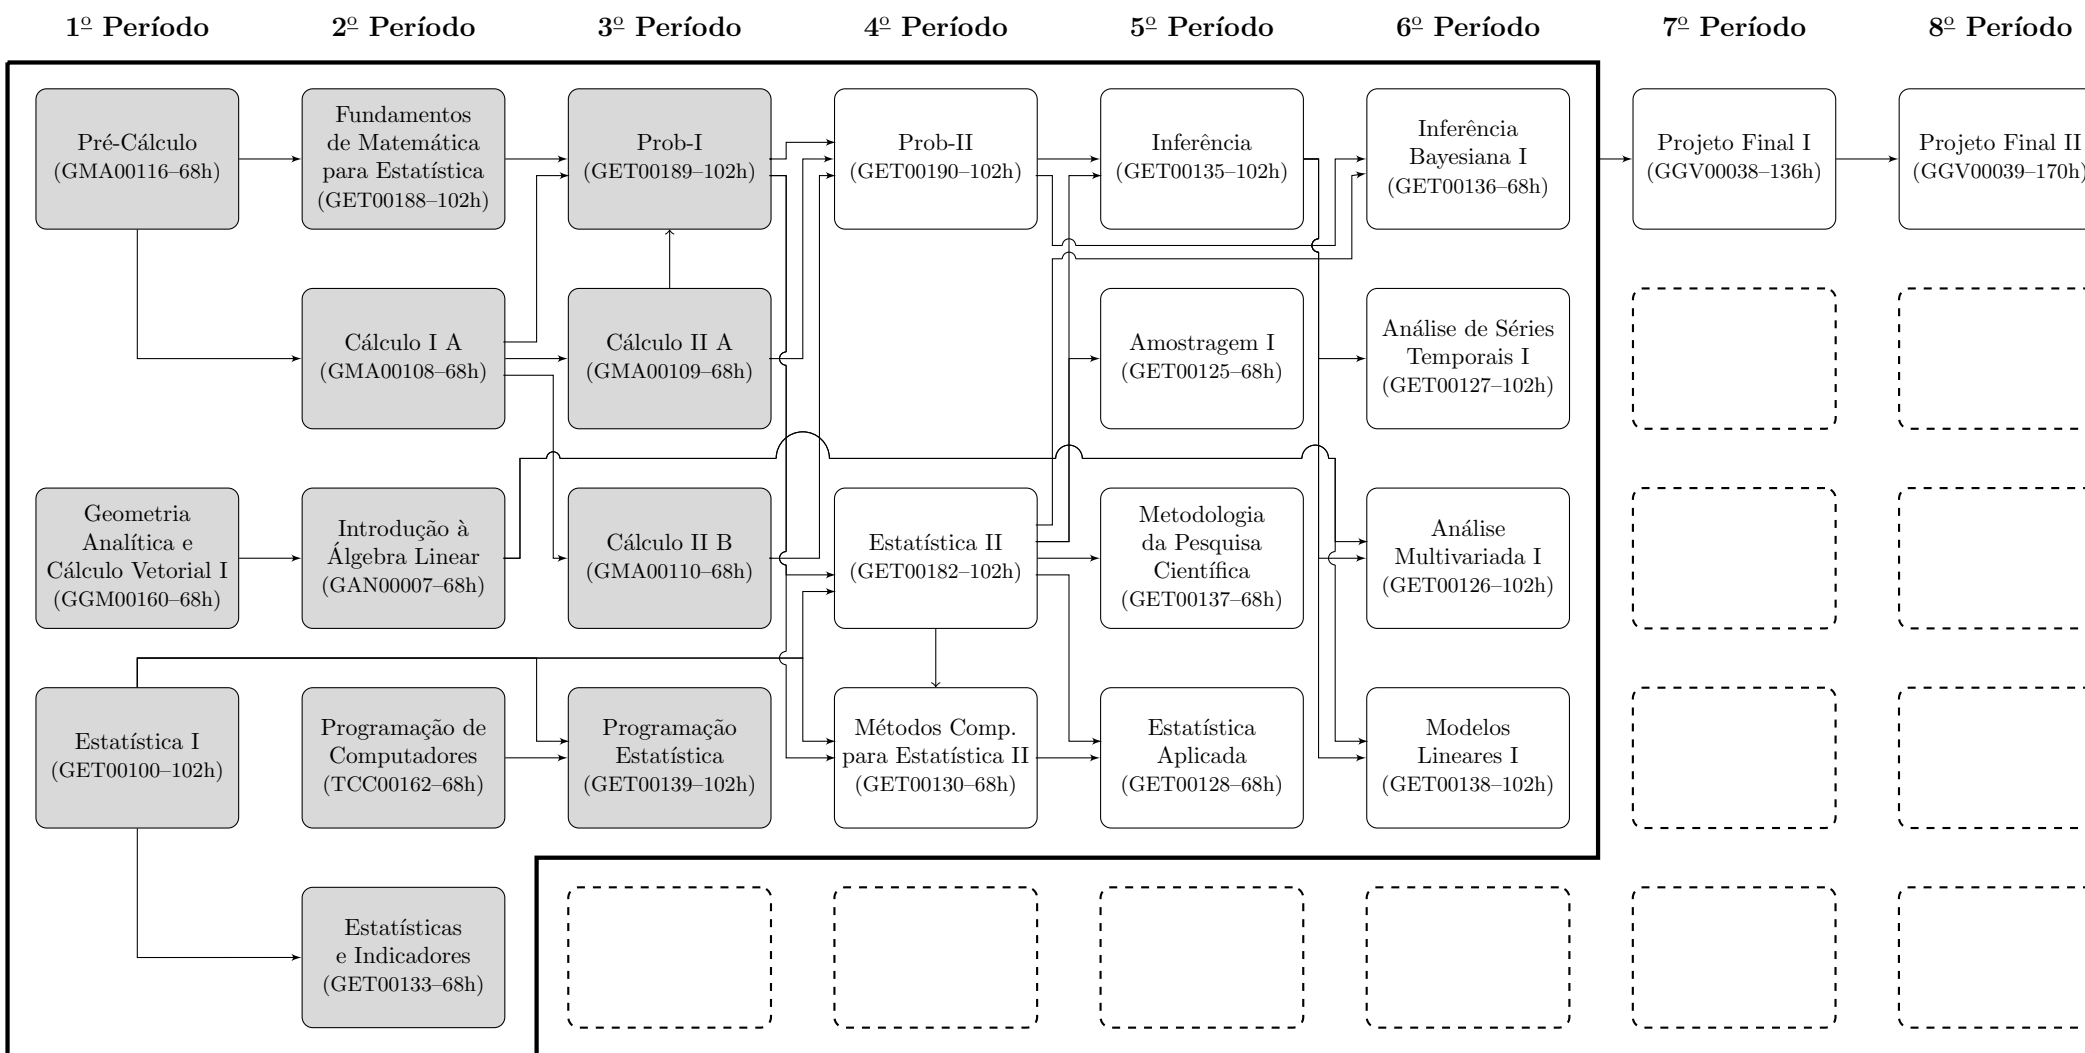 1º Período
2º Período
3º Período
4º Período
5º Período
6º Período
7º Período
8º Período
Pré-Cálculo
(GMA00116–68h)
Fundamentos
de Matemática
para Estatística
(GET00188–102h)
Prob-I
(GET00189–102h)
Prob-II
(GET00190–102h)
Inferência
(GET00135–102h)
Inferência
Bayesiana I
(GET00136–68h)
Projeto Final I
(GGV00038–136h)
Projeto Final II
(GGV00039–170h)
Cálculo I A
(GMA00108–68h)
Cálculo II A
(GMA00109–68h)
Amostragem I
(GET00125–68h)
Análise de Séries
Temporais I
(GET00127–102h)
Geometria
Analítica e
Cálculo Vetorial I
(GGM00160–68h)
Introdução à
Álgebra Linear
(GAN00007–68h)
Cálculo II B
(GMA00110–68h)
Estatística II
(GET00182–102h)
Metodologia
da Pesquisa
Científica
(GET00137–68h)
Análise
Multivariada I
(GET00126–102h)
Estatística I
(GET00100–102h)
Programação de
Computadores
(TCC00162–68h)
Programação
Estatística
(GET00139–102h)
Métodos Comp.
para Estatística II
(GET00130–68h)
Estatística
Aplicada
(GET00128–68h)
Modelos
Lineares I
(GET00138–102h)
Estatísticas
e Indicadores
(GET00133–68h)